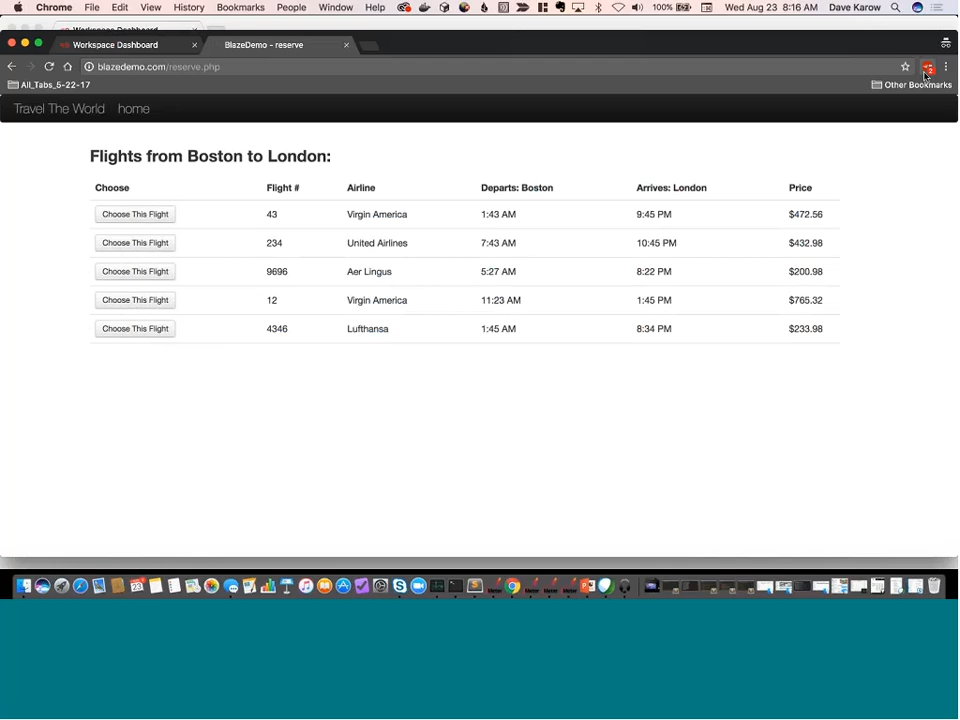 Chrome File Edit View History Bookmarks People Window Help 100% Wed Aug 23 8:16 AM Dave Karow
Workspace Dashboard
Workspace Dashboard BlazeDemo - reserve
blazedemo.com/reserve.php 2
All_Tabs_5-22-17 Other Bookmarks
Travel The World home
Flights from Boston to London:
Choose Flight # Airline Departs: Boston Arrives: London Price
Choose This Flight 43 Virgin America 1:43 AM 9:45 PM $472.56
Choose This Flight 234 United Airlines 7:43 AM 10:45 PM $432.98
Choose This Flight 9696 Aer Lingus 5:27 AM 8:22 PM $200.98
Choose This Flight 12 Virgin America 11:23 AM 1:45 PM $765.32
Choose This Flight 4346 Lufthansa 1:45 AM 8:34 PM $233.98
23